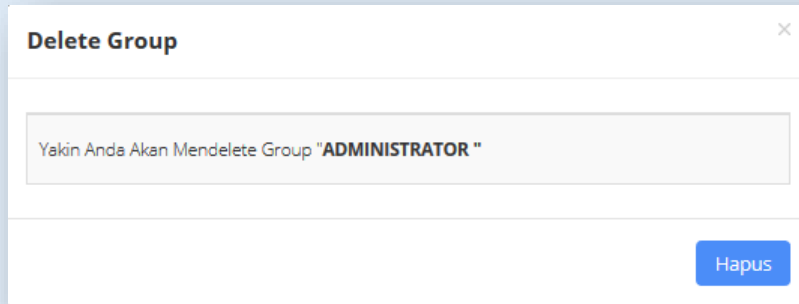 Delete Group
×
Yakin Anda Akan Mendelete Group "ADMINISTRATOR "
Hapus